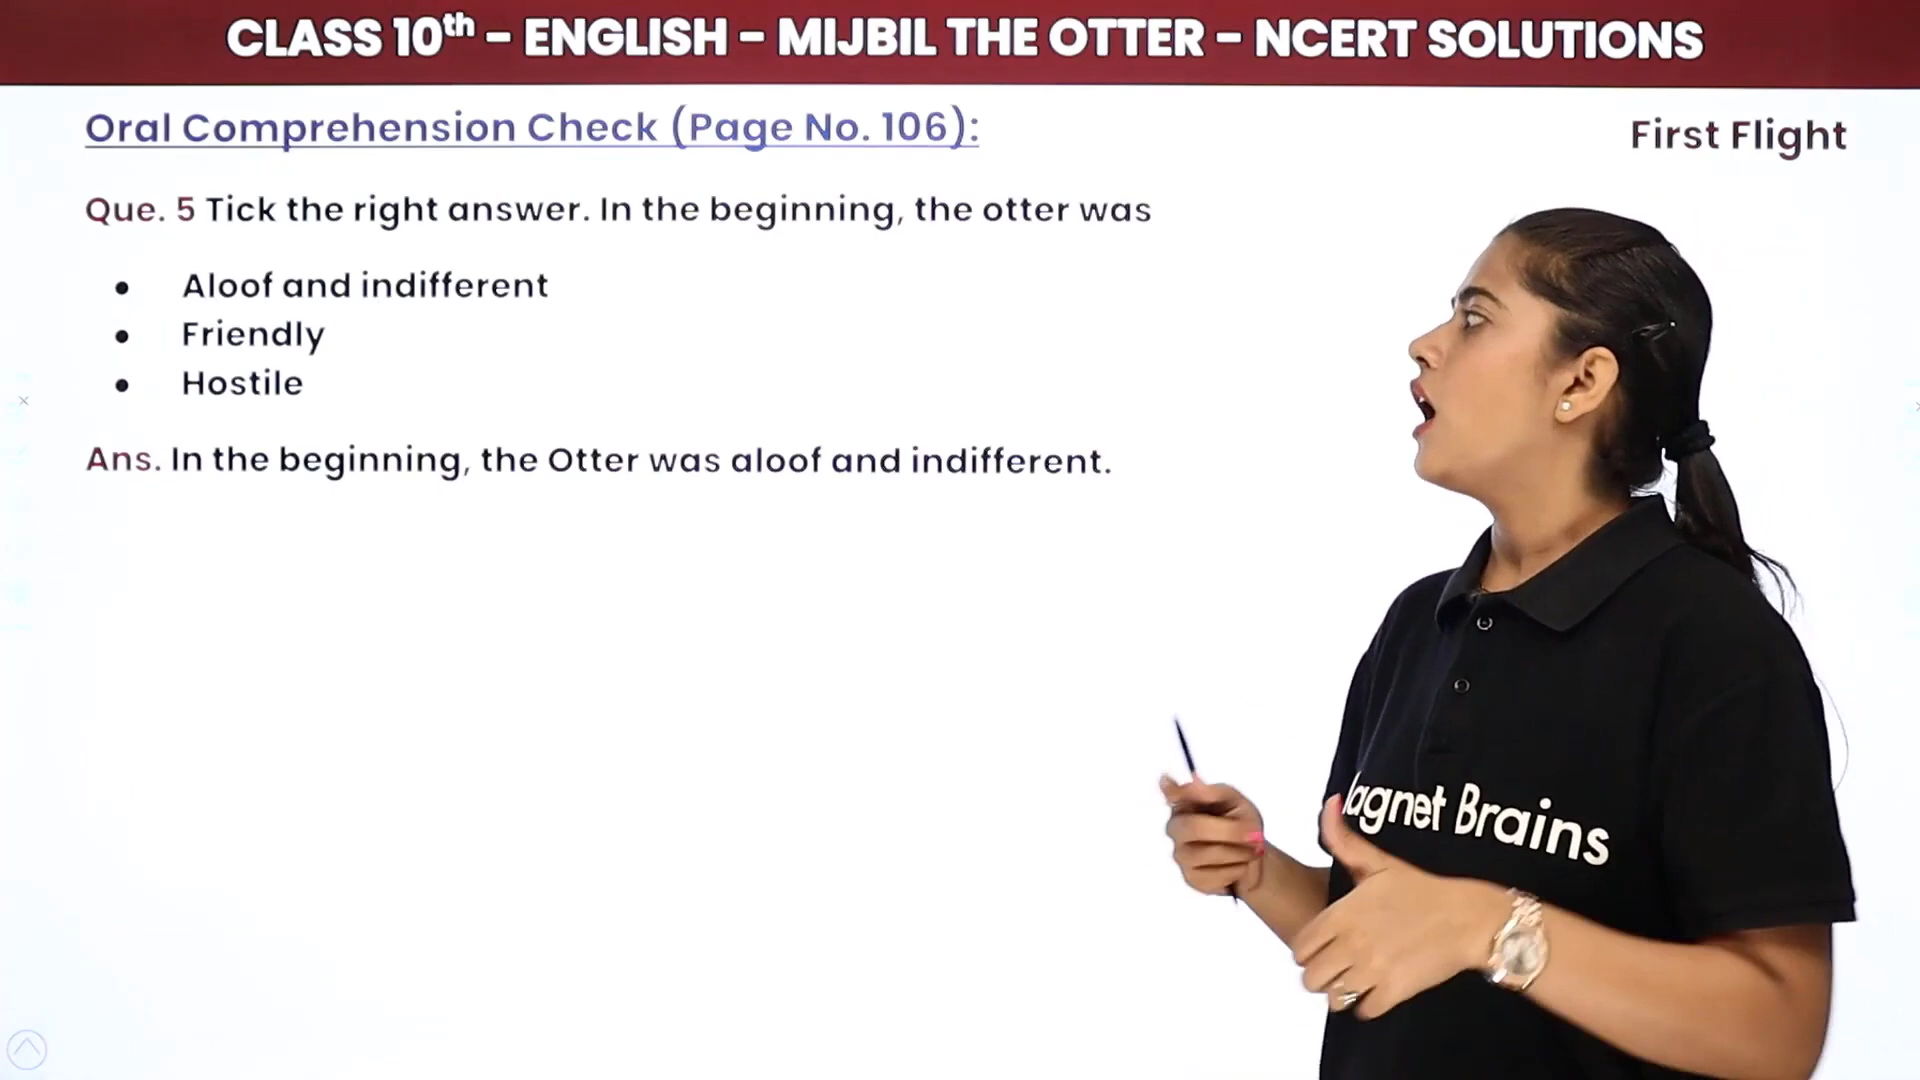 CLASS 10th - ENGLISH - MIJBIL THE OTTER - NCERT SOLUTIONS
Oral Comprehension Check (Page No. 106):
First Flight
Que. 5 Tick the right answer. In the beginning, the otter was
• Aloof and indifferent
• Friendly
• Hostile
Ans. In the beginning, the Otter was aloof and indifferent.
agnet Brains